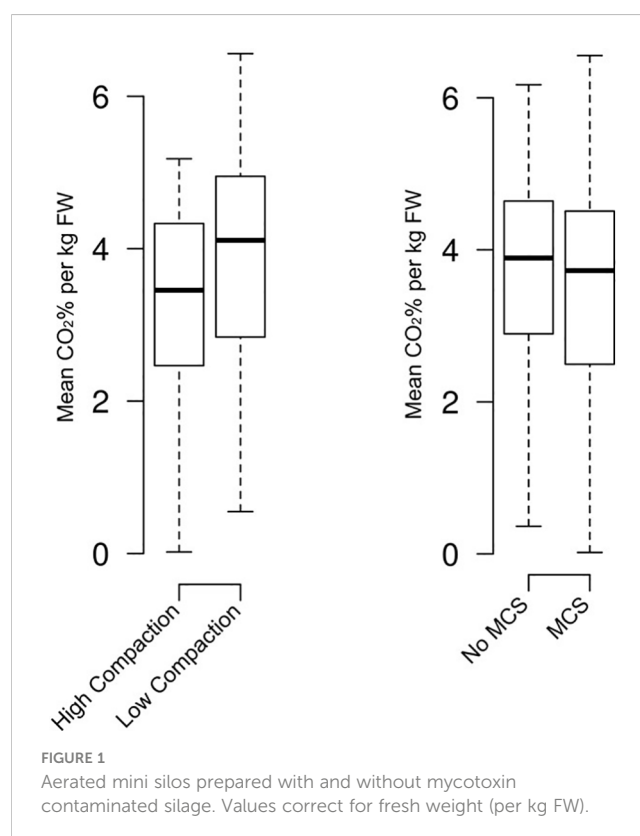 Mean CO₂% per kg FW
6
4
2
0
High Compaction
Low Compaction
Mean CO₂% per kg FW
6
4
2
0
No MCS
MCS
FIGURE 1
Aerated mini silos prepared with and without mycotoxin
contaminated silage. Values correct for fresh weight (per kg FW).